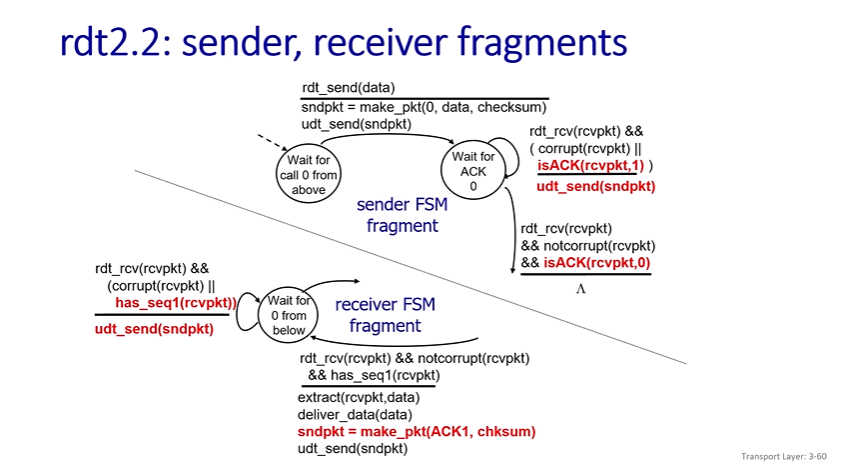 rdt2.2: sender, receiver fragments
rdt_send(data)
sndpkt = make_pkt(0, data, checksum)
udt_send(sndpkt)
Wait for
call 0 from
above
Wait for
ACK
0
rdt_rcv(rcvpkt) &&
( corrupt(rcvpkt) ||
isACK(rcvpkt,1) )
udt_send(sndpkt)
sender FSM
fragment
rdt_rcv(rcvpkt)
&& notcorrupt(rcvpkt)
&& isACK(rcvpkt,0)
Λ
rdt_rcv(rcvpkt) &&
(corrupt(rcvpkt) ||
has_seq1(rcvpkt))
udt_send(sndpkt)
Wait for
0 from
below
receiver FSM
fragment
rdt_rcv(rcvpkt) && notcorrupt(rcvpkt)
&& has_seq1(rcvpkt)
extract(rcvpkt,data)
deliver_data(data)
sndpkt = make_pkt(ACK1, chksum)
udt_send(sndpkt)
Transport Layer: 3-60